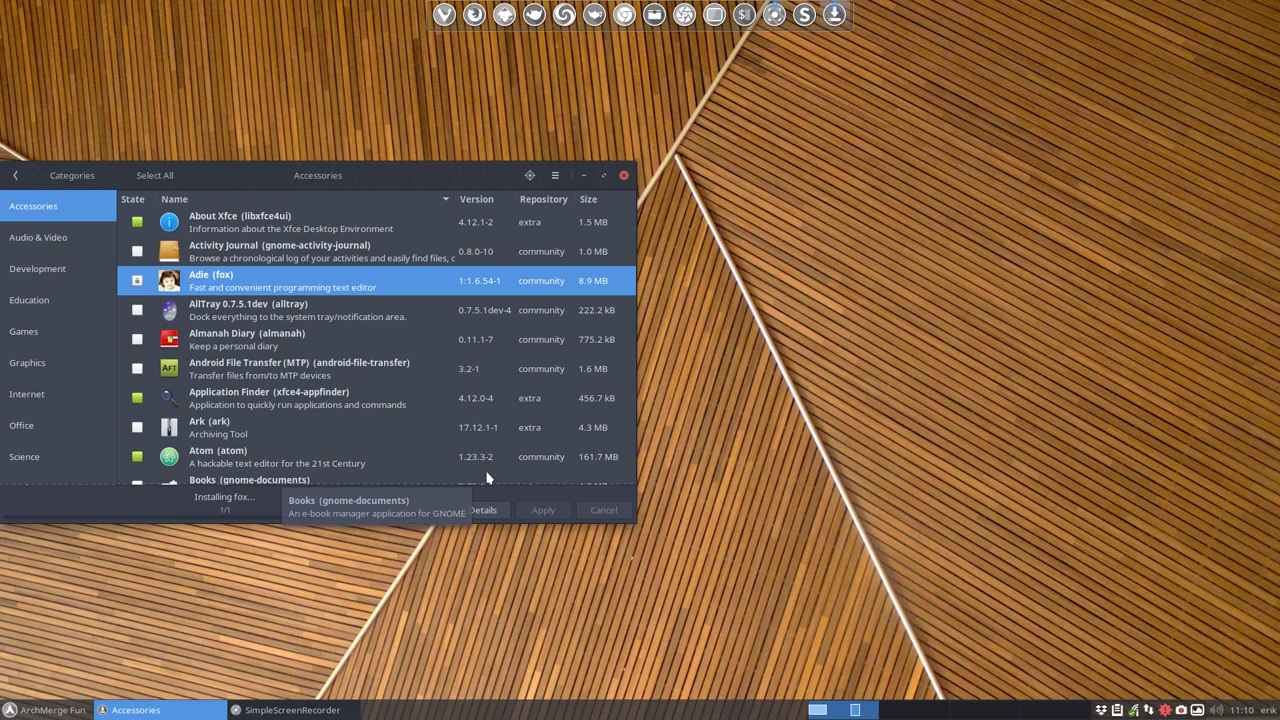 Categories
Select All
Accessories
Accessories
Audio & Video
Development
Education
Games
Graphics
Internet
Office
Science
State Name Version Repository Size
About Xfce (libxfce4ui)
Information about the Xfce Desktop Environment
4.12.1-2 extra 1.5 MB
Activity Journal (gnome-activity-journal)
Browse a chronological log of your activities and easily find files, c
0.8.0-10 community 1.0 MB
Adie (fox)
Fast and convenient programming text editor
1:1.6.54-1 community 8.9 MB
AllTray 0.7.5.1dev (alltray)
Dock everything to the system tray/notification area.
0.7.5.1dev-4 community 222.2 kB
Almanah Diary (almanah)
Keep a personal diary
0.11.1-7 community 775.2 kB
Android File Transfer (MTP) (android-file-transfer)
Transfer files from/to MTP devices
3.2-1 community 1.6 MB
Application Finder (xfce4-appfinder)
Application to quickly run applications and commands
4.12.0-4 extra 456.7 kB
Ark (ark)
Archiving Tool
17.12.1-1 extra 4.3 MB
Atom (atom)
A hackable text editor for the 21st Century
1.23.3-2 community 161.7 MB
Books (gnome-documents)
Installing fox...
1/1
Books (gnome-documents)
An e-book manager application for GNOME
Details
Apply
Cancel
ArchMerge Fun
Accessories
SimpleScreenRecorder
11:10 erik